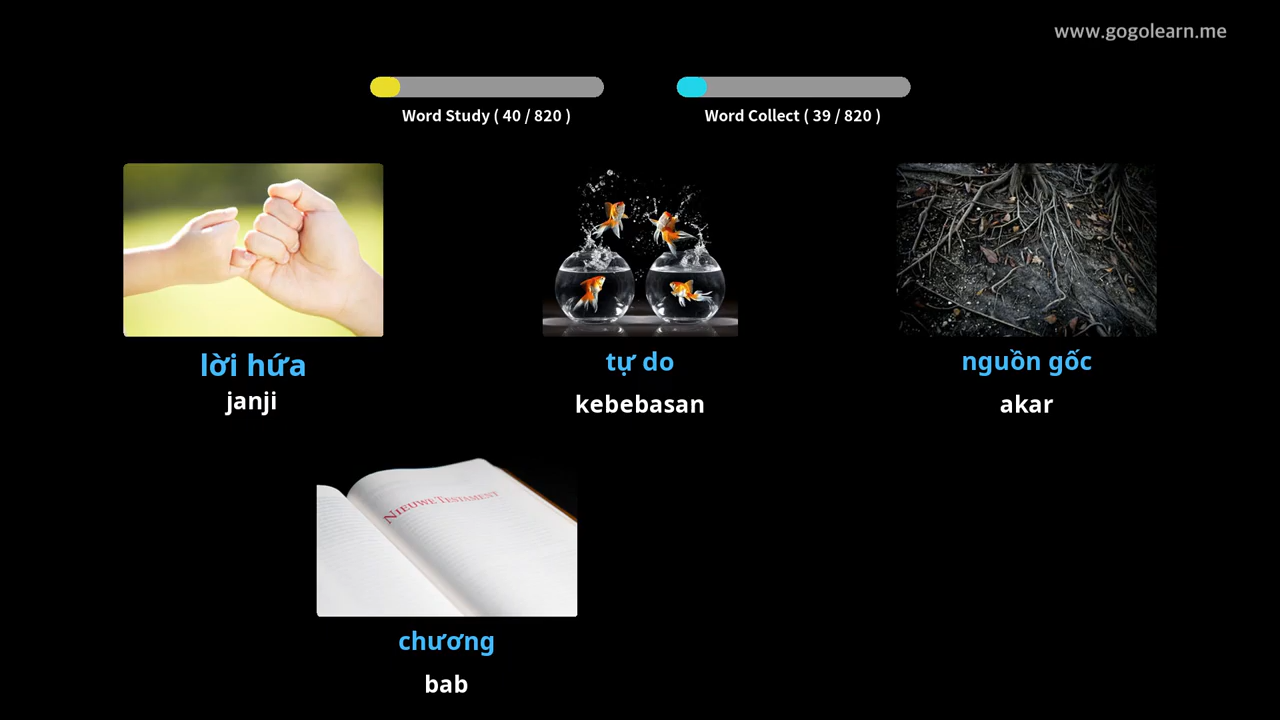 www.gogolearn.me
Word Study ( 40 / 820 )
Word Collect ( 39 / 820 )
lời hứa
janji
tự do
kebebasan
nguồn gốc
akar
NIEUWE TESTAMENT
chương
bab